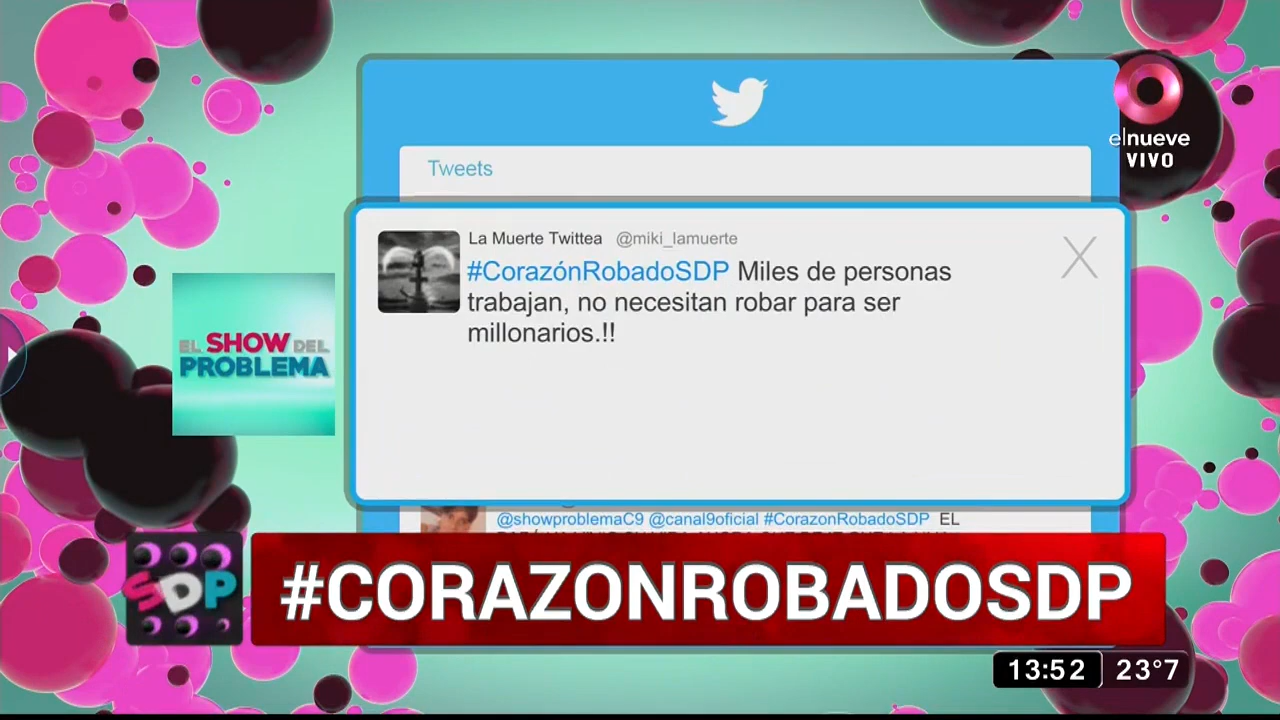 elnueve
VIVO
Tweets
La Muerte Twittea @miki_lamuerte
#CorazónRobadoSDP Miles de personas
trabajan, no necesitan robar para ser
millonarios.!!
X
EL SHOW DEL
PROBLEMA
@showproblemaC9 @canal9oficial #CorazonRobadoSDP EL
SDP
#CORAZONROBADOSDP
13:52 23°7